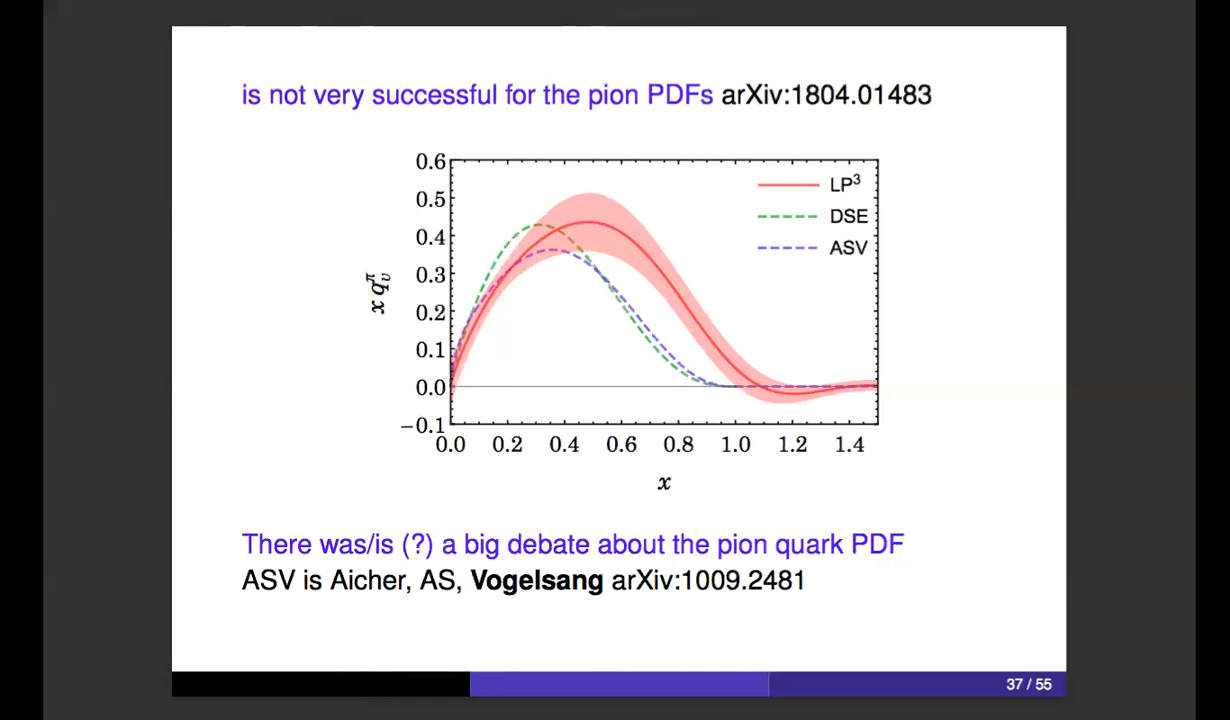 is not very successful for the pion PDFs arXiv:1804.01483
0.6
0.5
0.4
0.3
0.2
0.1
0.0
−0.1
x q_v^π
LP³
DSE
ASV
0.0 0.2 0.4 0.6 0.8 1.0 1.2 1.4
x
There was/is (?) a big debate about the pion quark PDF
ASV is Aicher, AS, Vogelsang arXiv:1009.2481
37 / 55